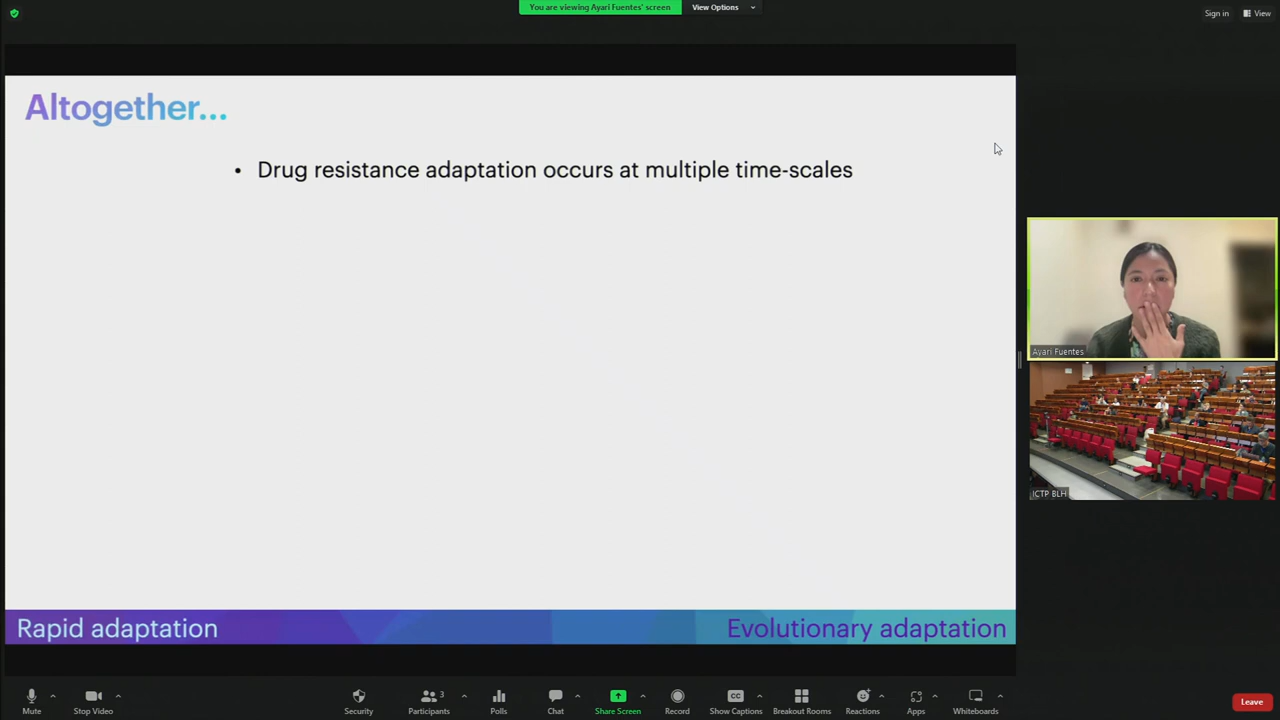 You are viewing Ayari Fuentes' screen
View Options
Sign in
View
Altogether...
• Drug resistance adaptation occurs at multiple time-scales
Ayari Fuentes
ICTP BLH
Rapid adaptation
Evolutionary adaptation
Mute
Stop Video
Security
3
Participants
Polls
Chat
Share Screen
Record
CC
Show Captions
Breakout Rooms
Reactions
Apps
Whiteboards
Leave